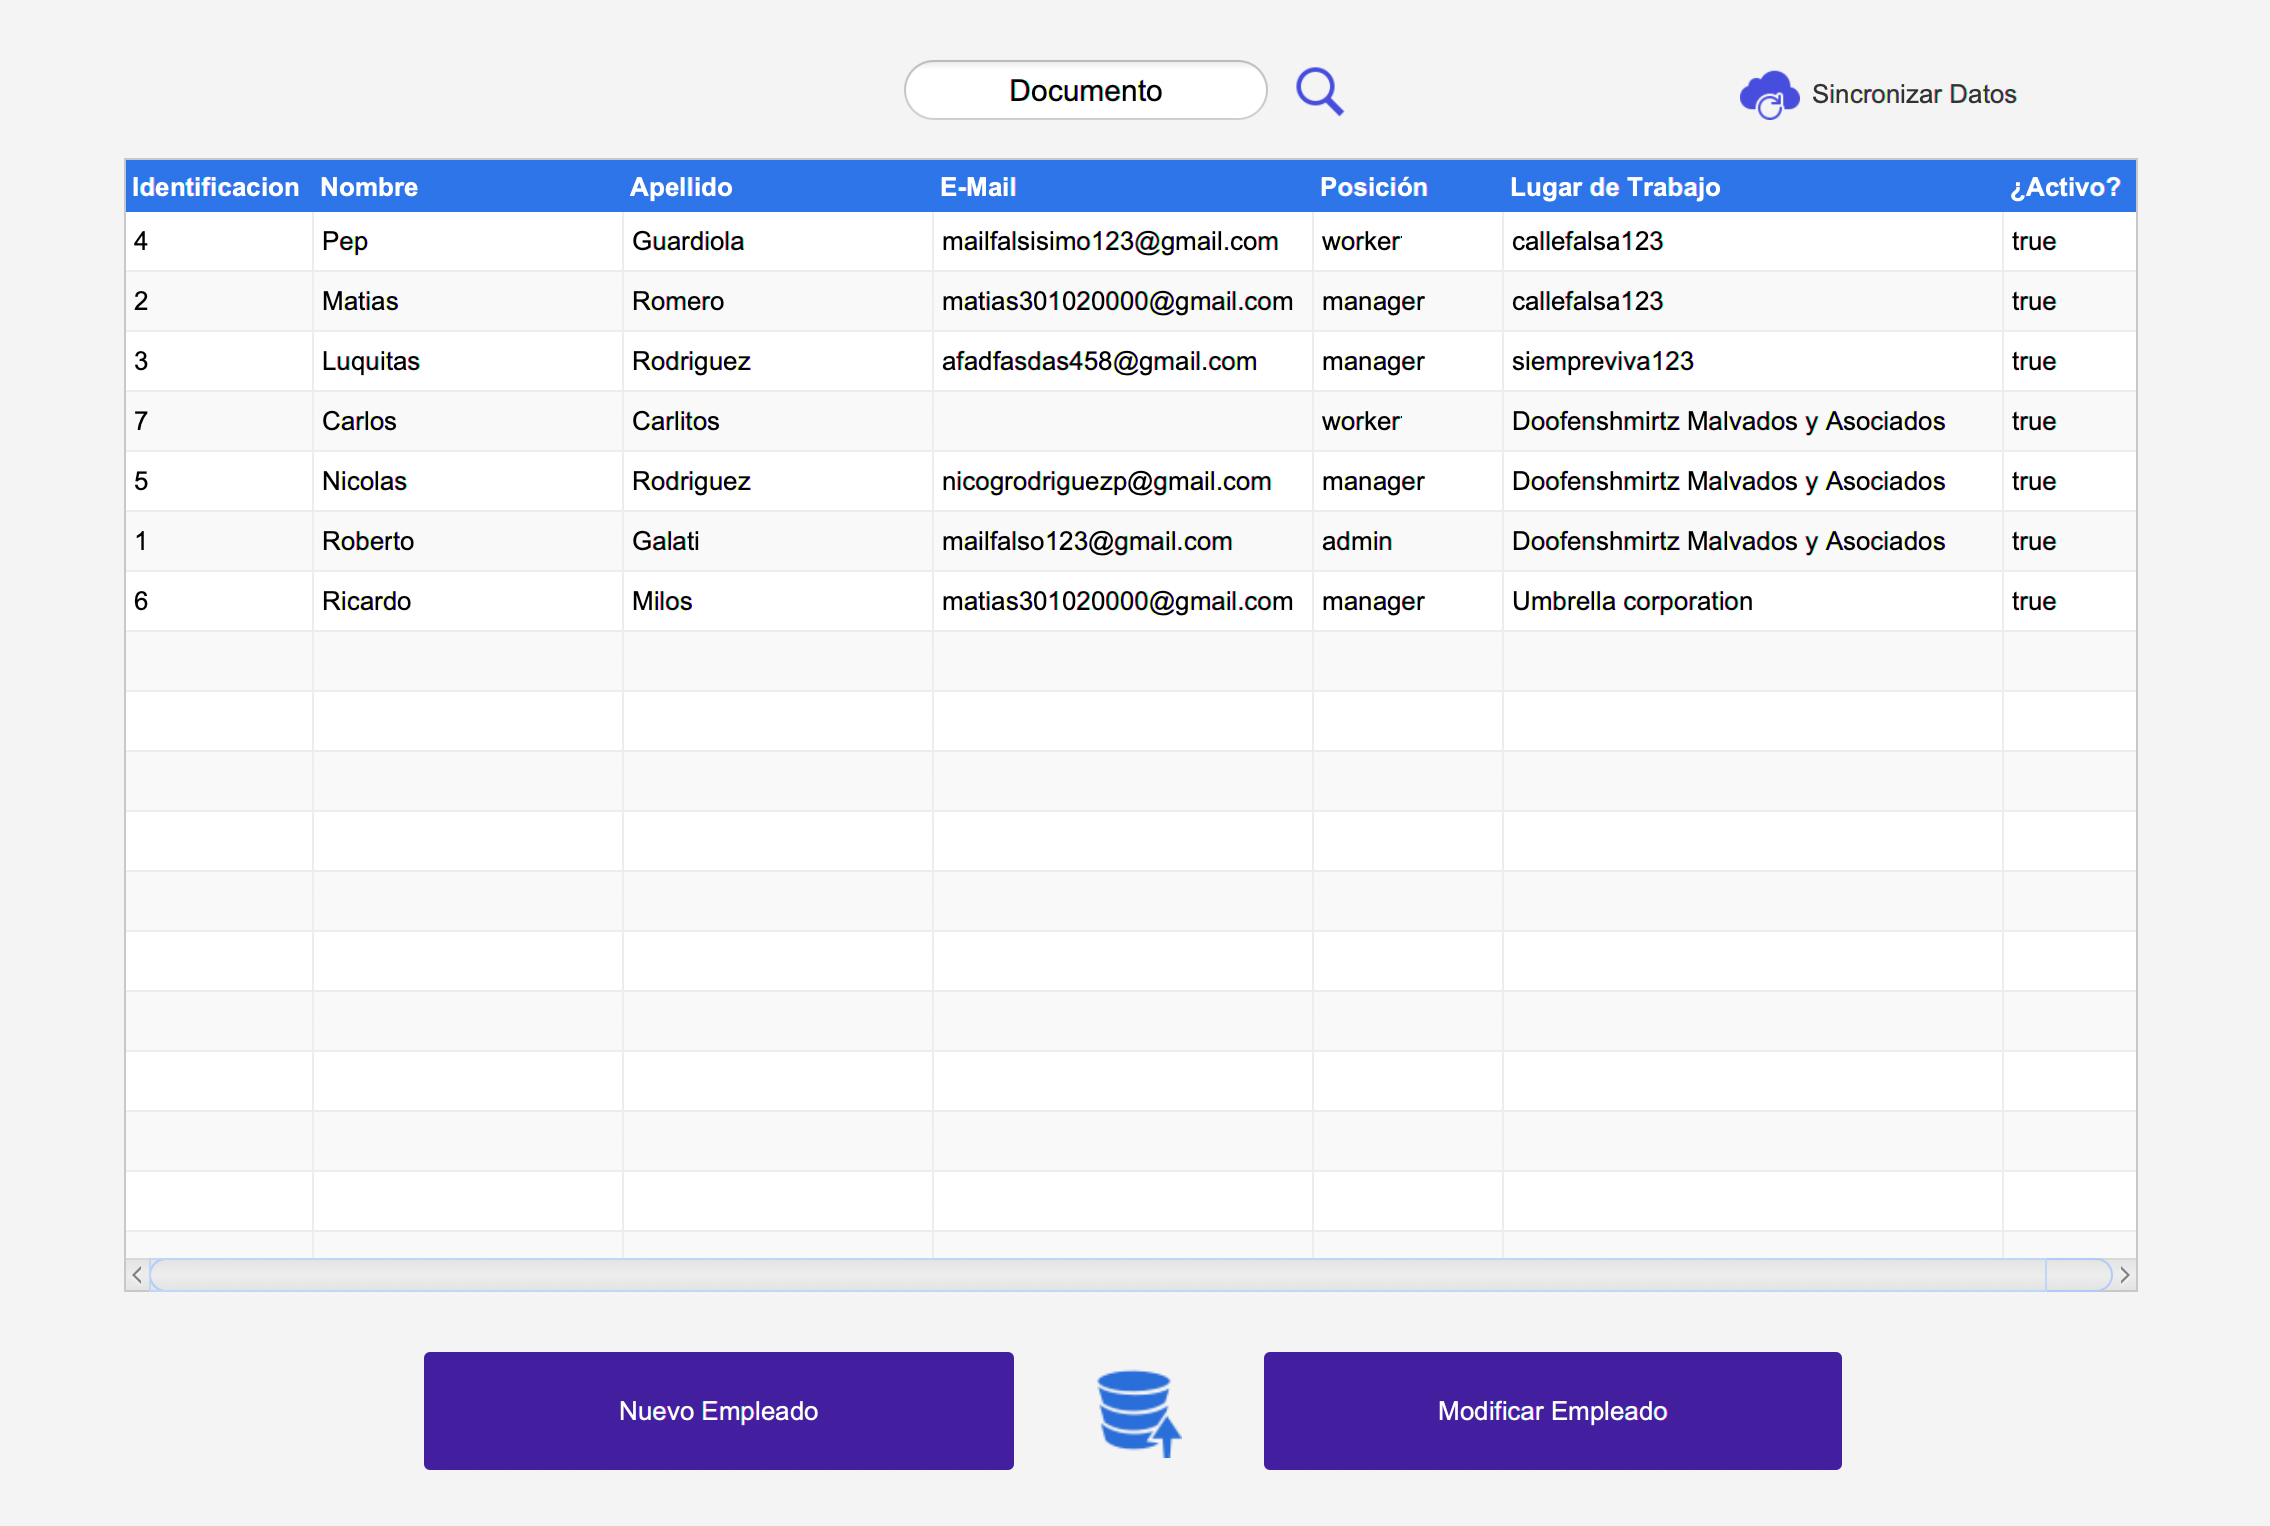 Documento
Sincronizar Datos
Identificacion Nombre Apellido E-Mail Posición Lugar de Trabajo ¿Activo?
4 Pep Guardiola mailfalsisimo123@gmail.com worker callefalsa123 true
2 Matias Romero matias301020000@gmail.com manager callefalsa123 true
3 Luquitas Rodriguez afadfasdas458@gmail.com manager siempreviva123 true
7 Carlos Carlitos worker Doofenshmirtz Malvados y Asociados true
5 Nicolas Rodriguez nicogrodriguezp@gmail.com manager Doofenshmirtz Malvados y Asociados true
1 Roberto Galati mailfalso123@gmail.com admin Doofenshmirtz Malvados y Asociados true
6 Ricardo Milos matias301020000@gmail.com manager Umbrella corporation true
Nuevo Empleado
Modificar Empleado